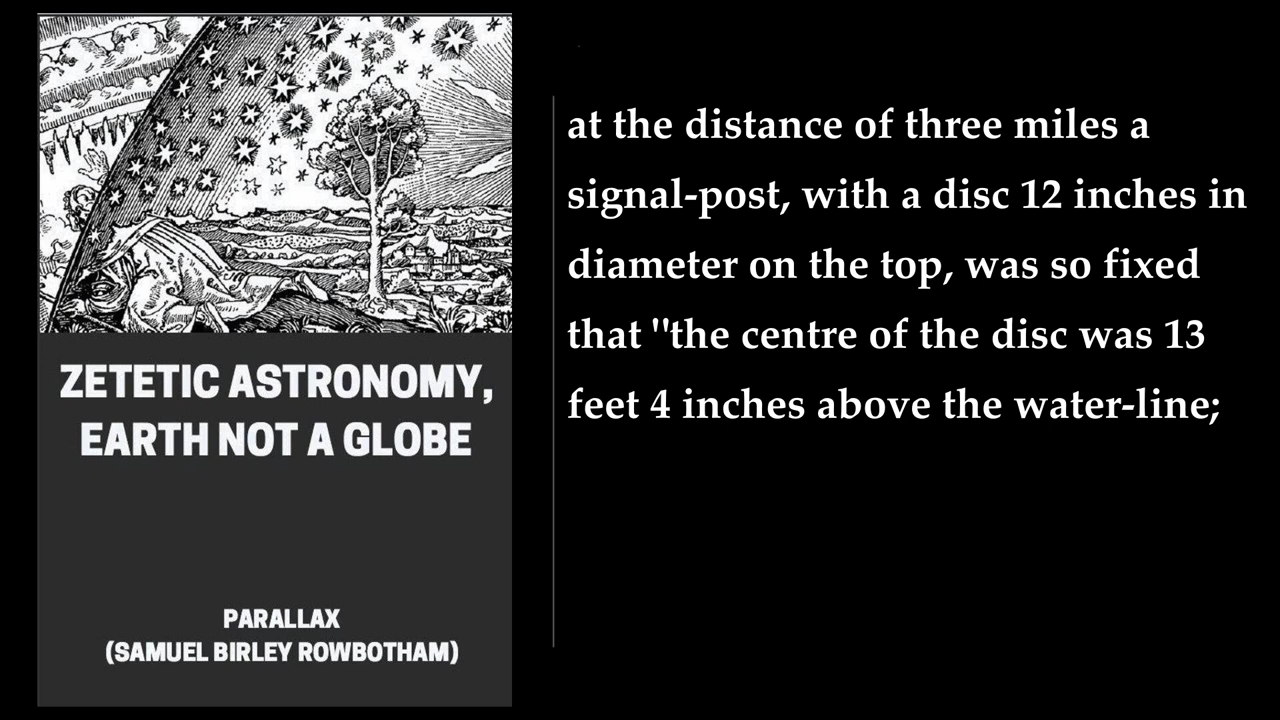 ZETETIC ASTRONOMY,
EARTH NOT A GLOBE
PARALLAX
(SAMUEL BIRLEY ROWBOTHAM)
at the distance of three miles a
signal-post, with a disc 12 inches in
diameter on the top, was so fixed
that "the centre of the disc was 13
feet 4 inches above the water-line;